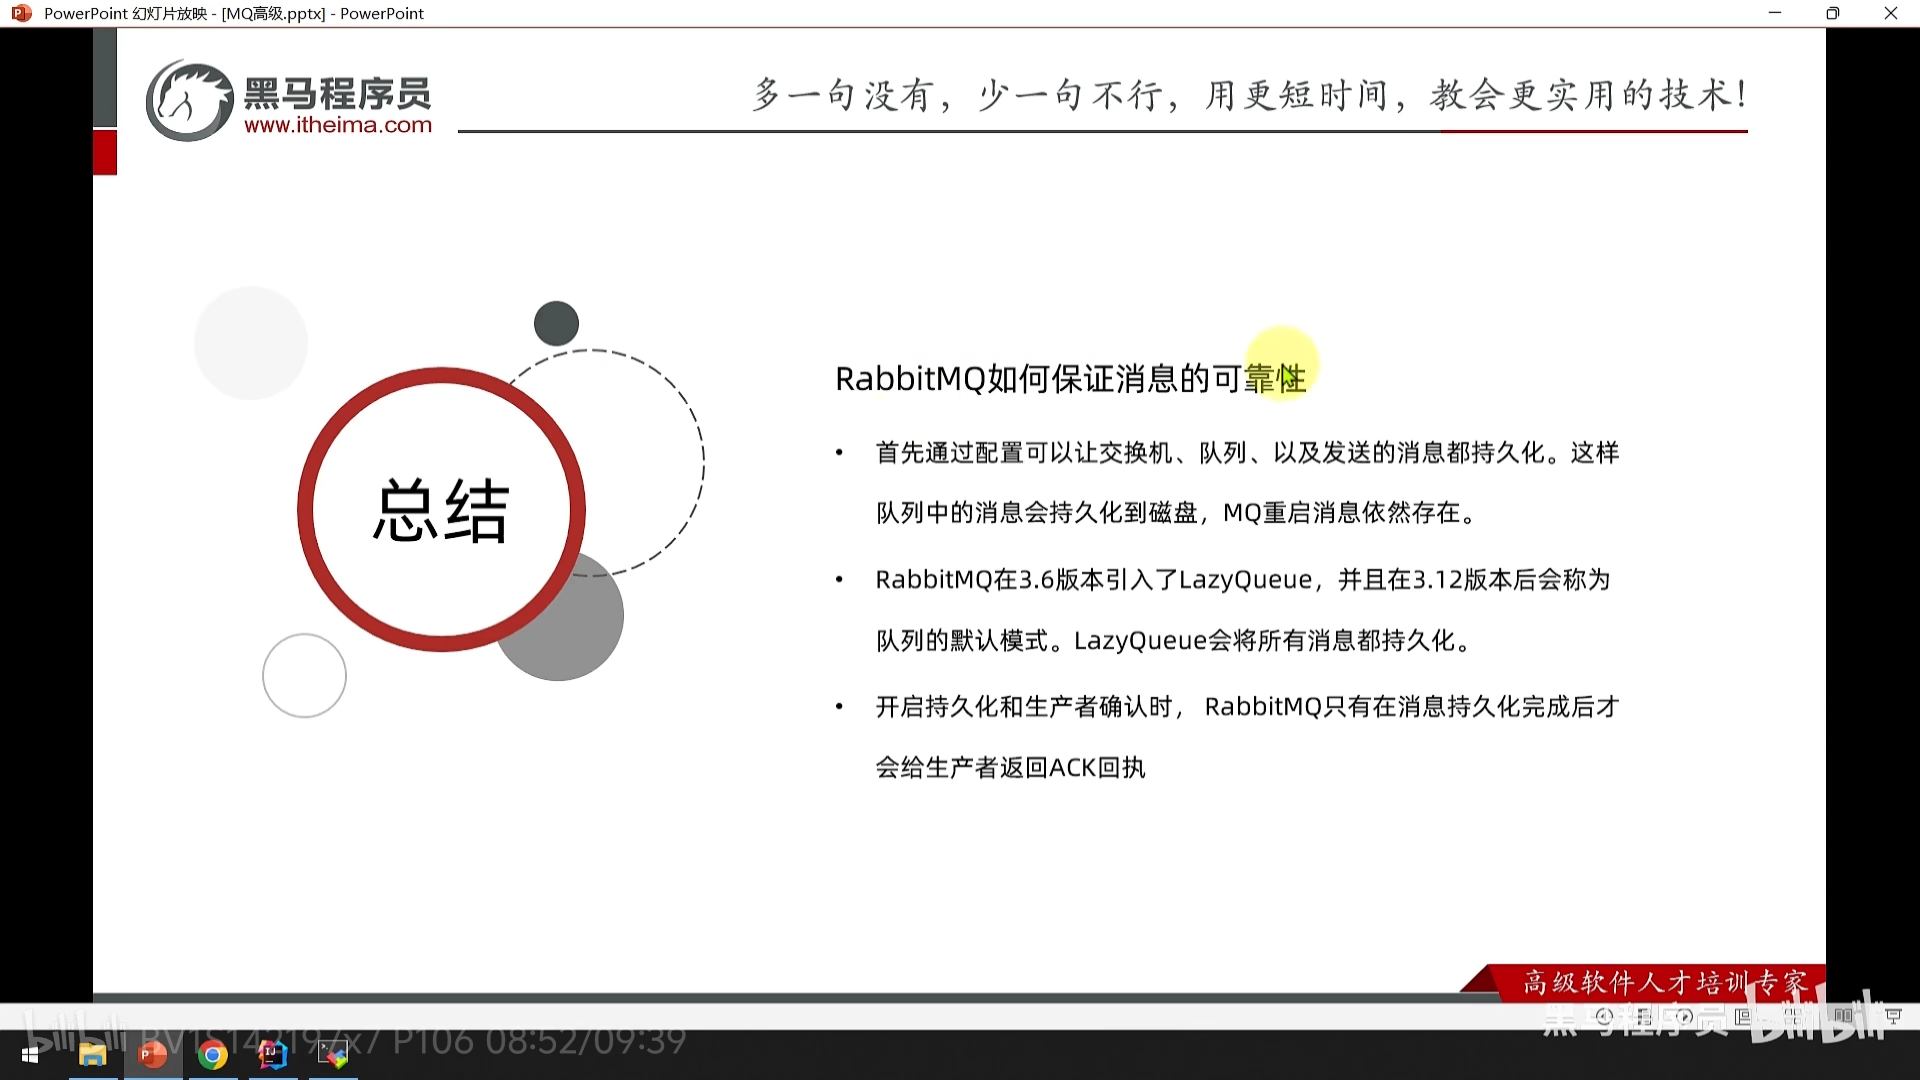 PowerPoint 幻灯片放映 - [MQ高级.pptx] - PowerPoint
黑马程序员
www.itheima.com
多一句没有，少一句不行，用更短时间，教会更实用的技术！
总结
RabbitMQ如何保证消息的可靠性
• 首先通过配置可以让交换机、队列、以及发送的消息都持久化。这样
队列中的消息会持久化到磁盘，MQ重启消息依然存在。
• RabbitMQ在3.6版本引入了LazyQueue，并且在3.12版本后会称为
队列的默认模式。LazyQueue会将所有消息都持久化。
• 开启持久化和生产者确认时， RabbitMQ只有在消息持久化完成后才
会给生产者返回ACK回执
高级软件人才培训专家
黑马程序员 bilibili
bilibili
P106 08:52/09:39